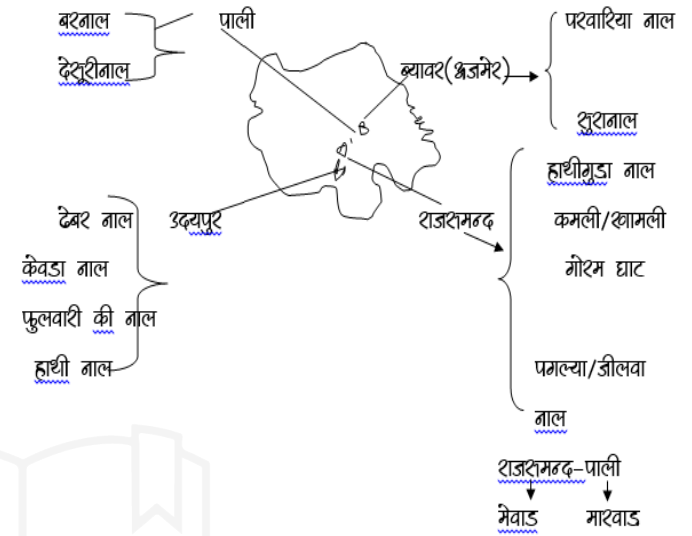 बरनाल
देसुरीनाल
पाली
ब्यावर(अजमेर)
परवारिया नाल
सुरानाल
ढेबर नाल
केवडा नाल
फुलवारी की नाल
हाथी नाल
उदयपुर
राजसमन्द
हाथीगुडा नाल
कमली/खामली
गोरम घाट
पगल्या/जीलवा
नाल
राजसमन्द-पाली
मेवाड मारवाड